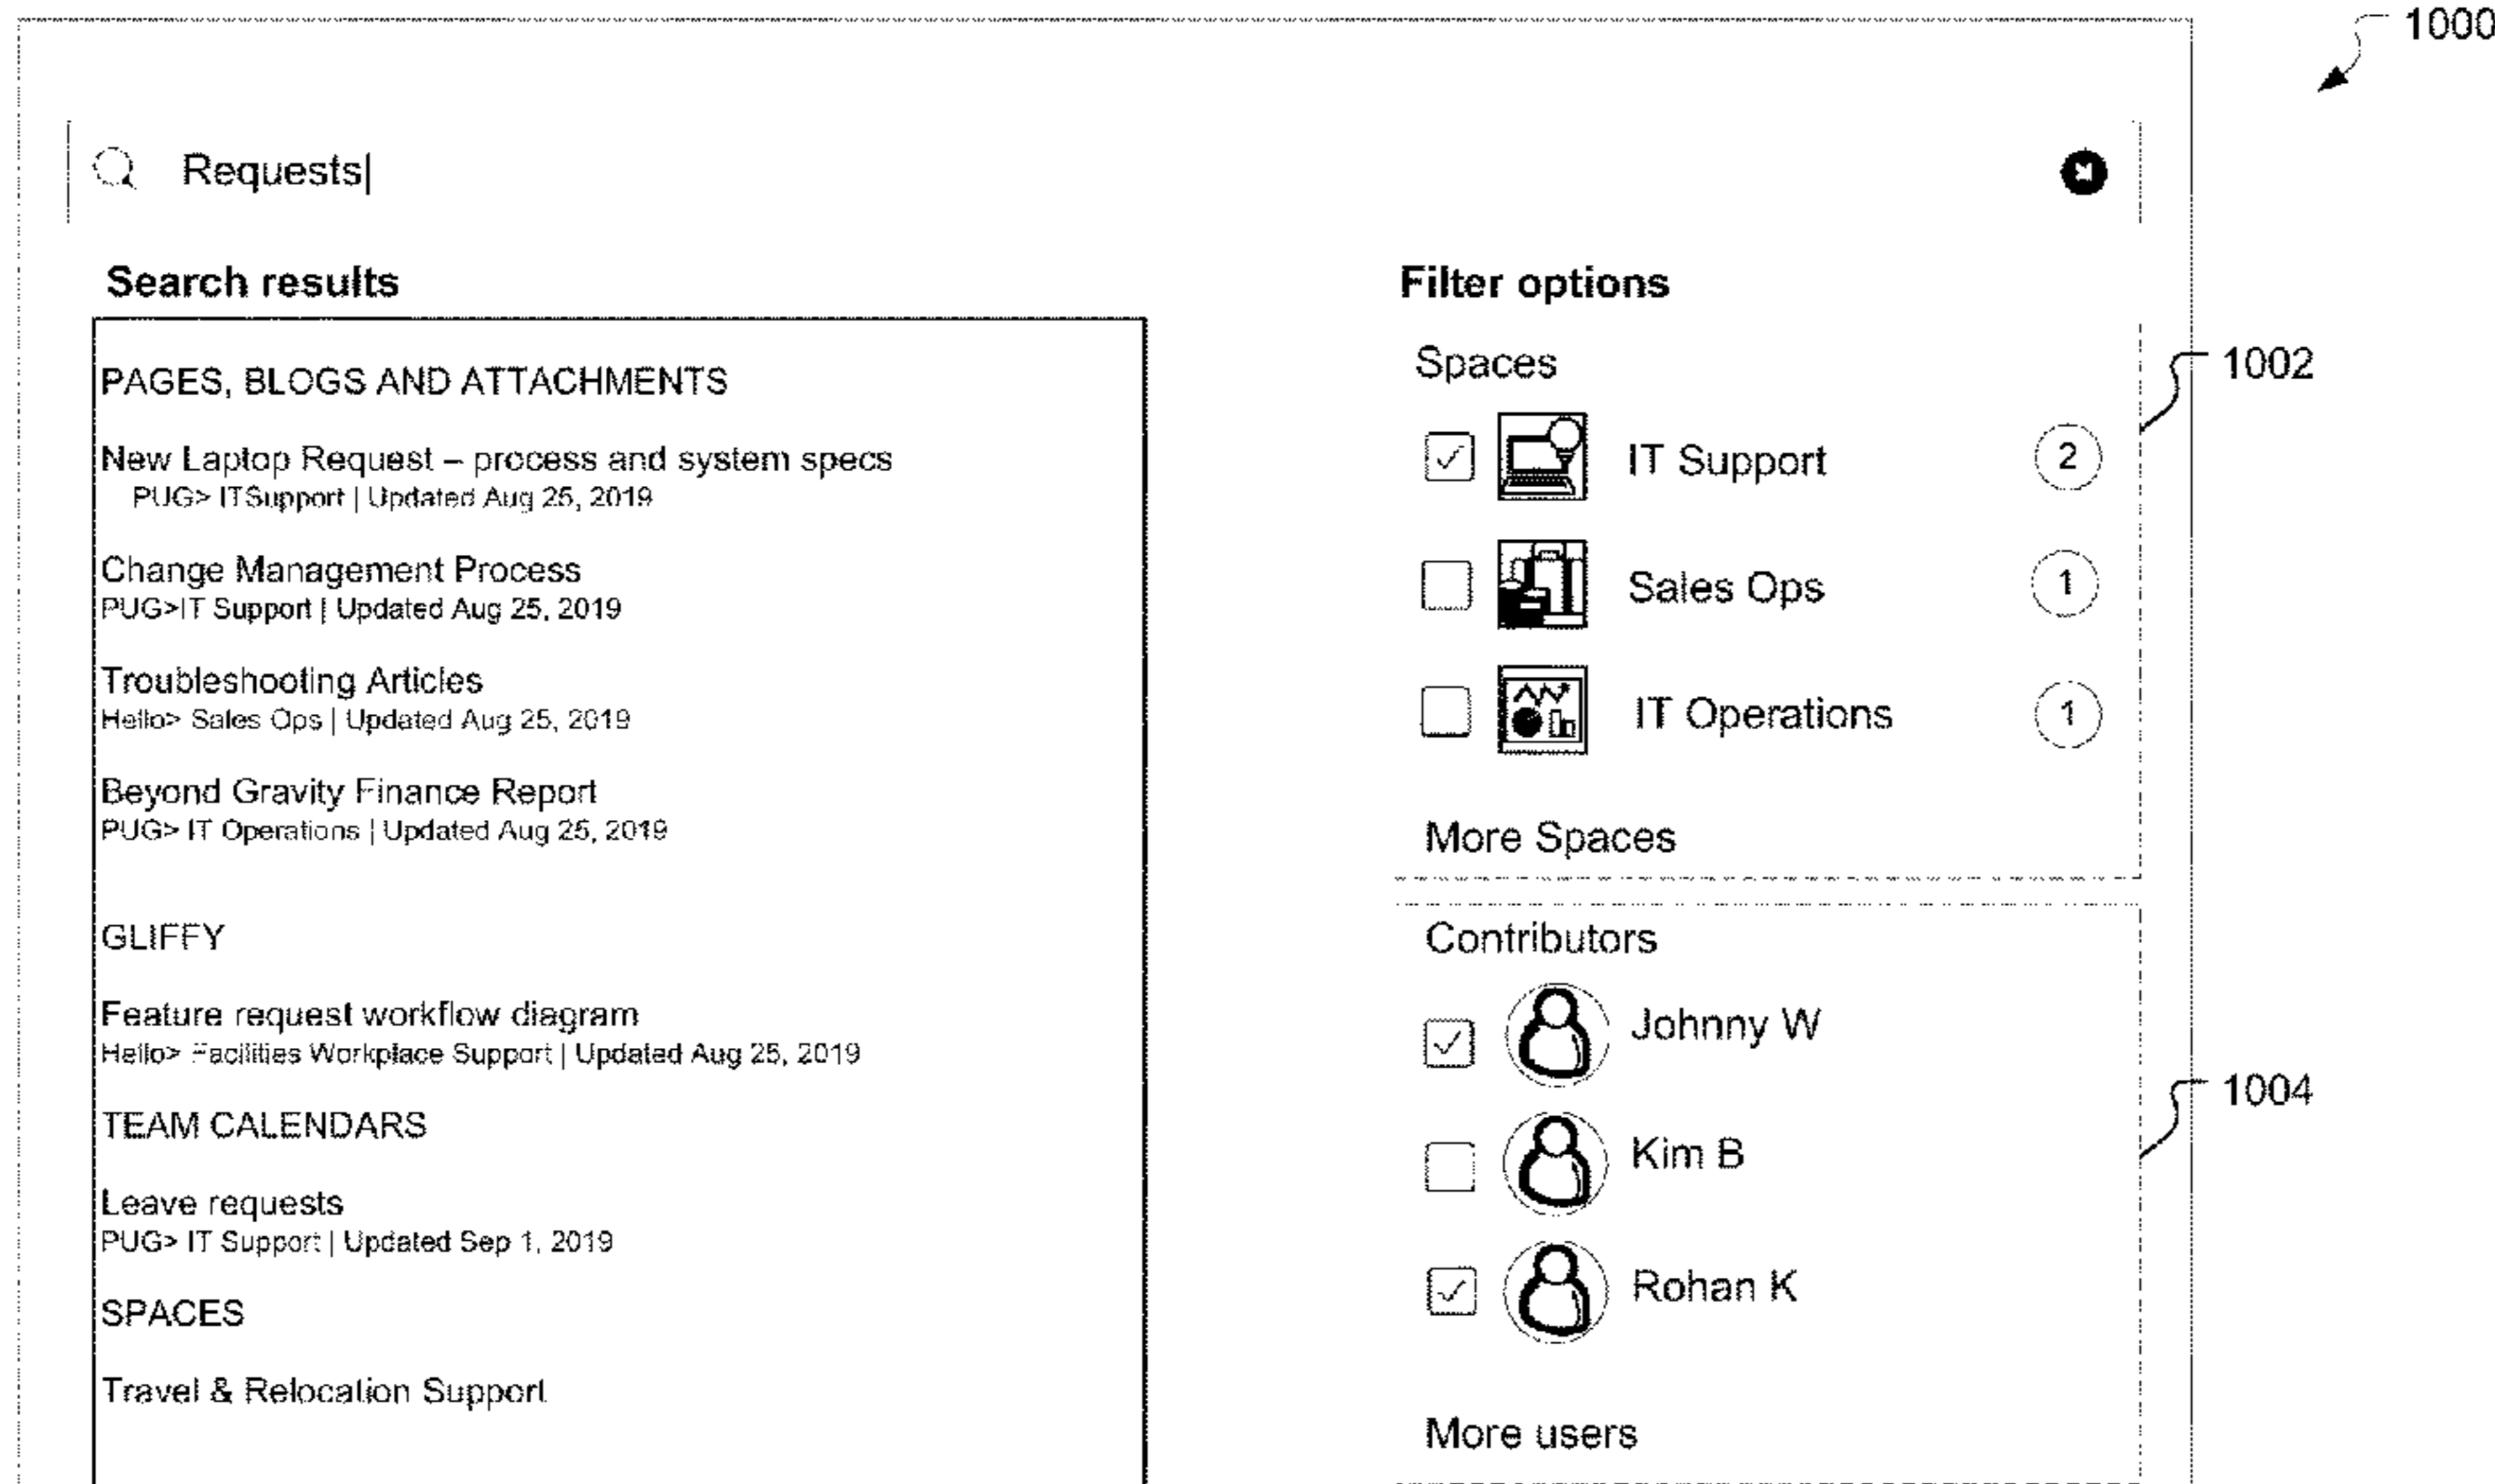 1000
Requests
Search results
PAGES, BLOGS AND ATTACHMENTS
New Laptop Request – process and system specs
PUG> ITSupport | Updated Aug 25, 2019
Change Management Process
PUG>IT Support | Updated Aug 25, 2019
Troubleshooting Articles
Hello> Sales Ops | Updated Aug 25, 2019
Beyond Gravity Finance Report
PUG> IT Operations | Updated Aug 25, 2019
GLIFFY
Feature request workflow diagram
Hello> Facilities Workplace Support | Updated Aug 25, 2019
TEAM CALENDARS
Leave requests
PUG> IT Support | Updated Sep 1, 2019
SPACES
Travel & Relocation Support
Filter options
Spaces
1002
IT Support 2
Sales Ops 1
IT Operations 1
More Spaces
Contributors
Johnny W
1004
Kim B
Rohan K
More users